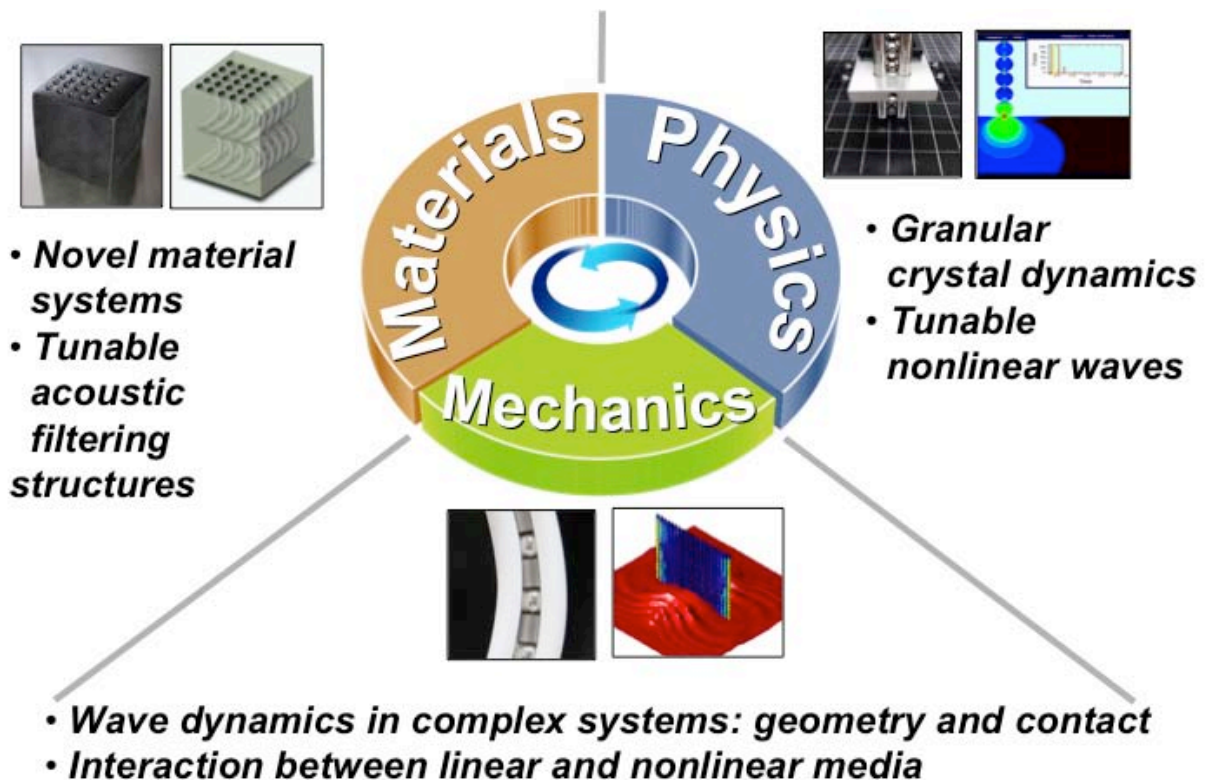 Materials
Physics
Mechanics
• Novel material
systems
• Tunable
acoustic
filtering
structures
• Granular
crystal dynamics
• Tunable
nonlinear waves
• Wave dynamics in complex systems: geometry and contact
• Interaction between linear and nonlinear media